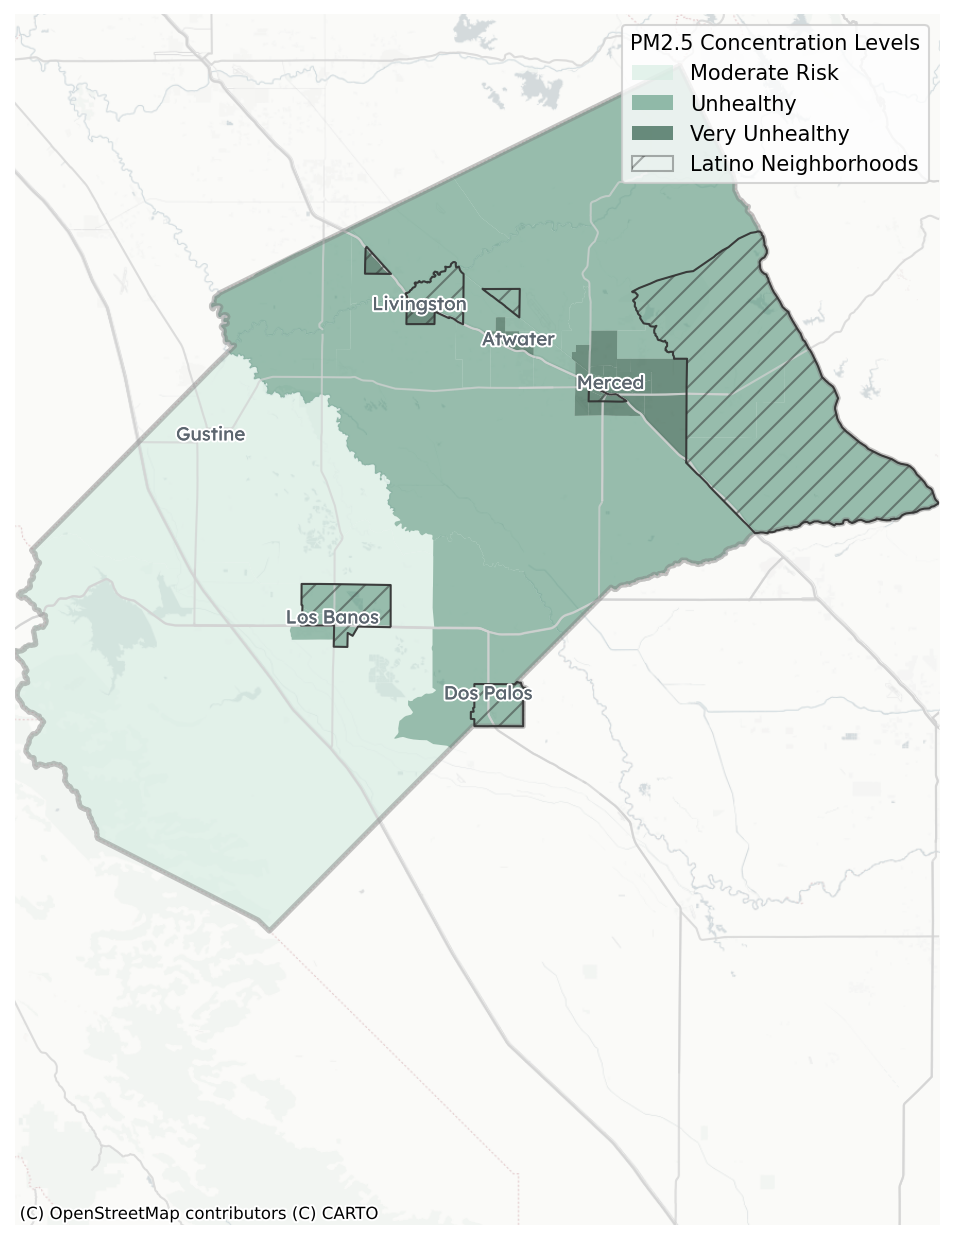 PM2.5 Concentration Levels
Moderate Risk
Unhealthy
Very Unhealthy
Latino Neighborhoods
Livingston
Atwater
Merced
Gustine
Los Banos
Dos Palos
(C) OpenStreetMap contributors (C) CARTO